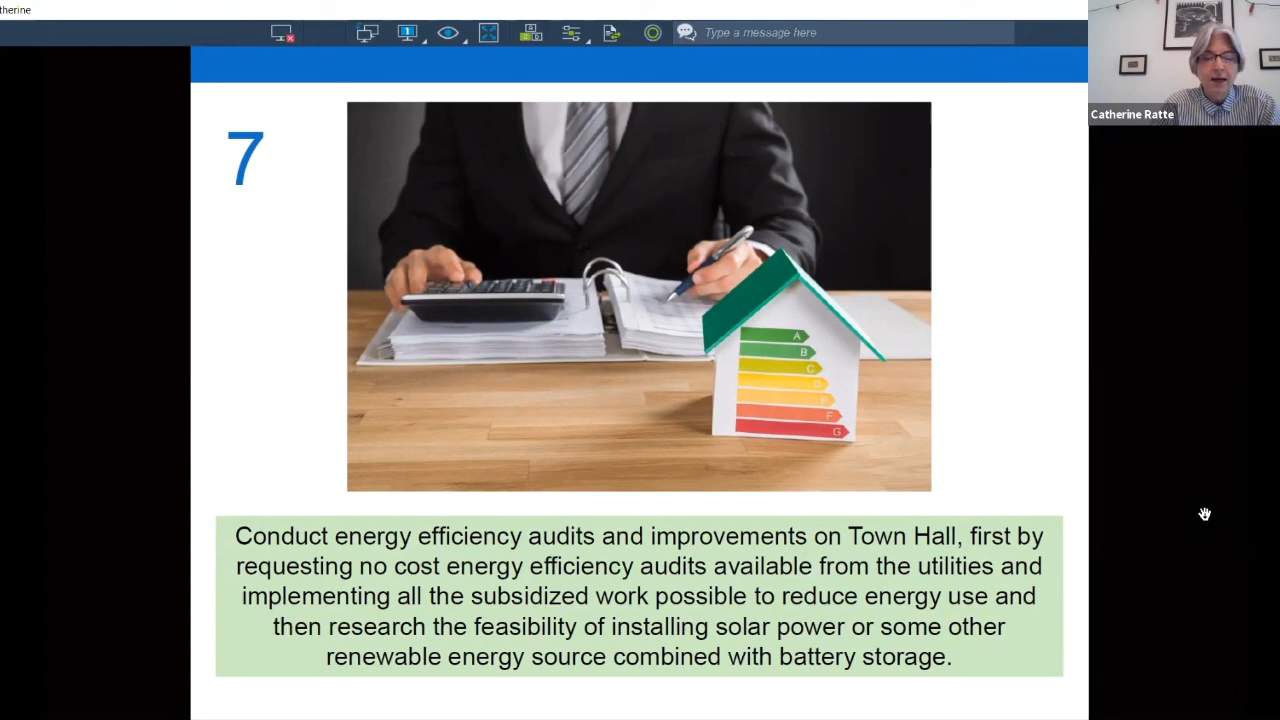 therine
1
Type a message here
Catherine Ratte
7
A
B
C
D
E
F
G
Conduct energy efficiency audits and improvements on Town Hall, first by
requesting no cost energy efficiency audits available from the utilities and
implementing all the subsidized work possible to reduce energy use and
then research the feasibility of installing solar power or some other
renewable energy source combined with battery storage.